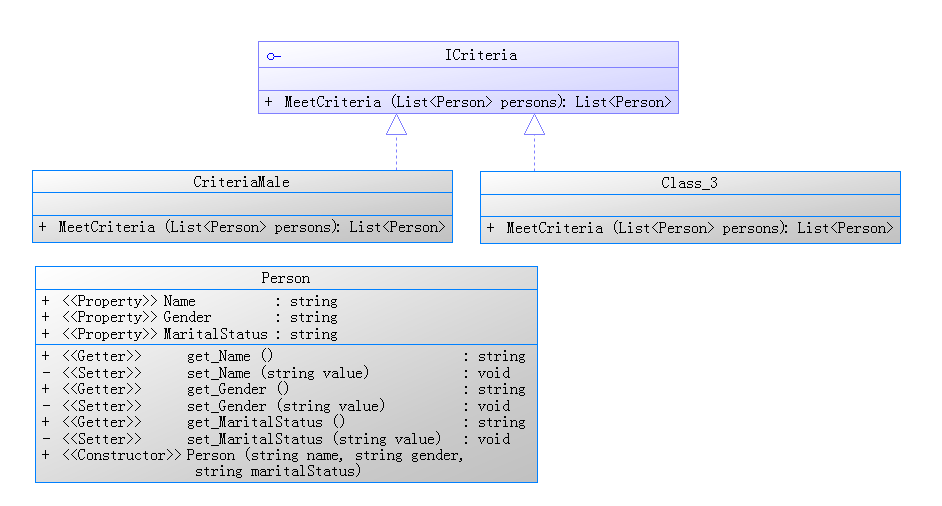 ICriteria
+ MeetCriteria (List<Person> persons): List<Person>
CriteriaMale
+ MeetCriteria (List<Person> persons): List<Person>
Class_3
+ MeetCriteria (List<Person> persons): List<Person>
Person
+ <<Property>> Name : string
+ <<Property>> Gender : string
+ <<Property>> MaritalStatus : string
+ <<Getter>> get_Name () : string
- <<Setter>> set_Name (string value) : void
+ <<Getter>> get_Gender () : string
- <<Setter>> set_Gender (string value) : void
+ <<Getter>> get_MaritalStatus () : string
- <<Setter>> set_MaritalStatus (string value) : void
+ <<Constructor>> Person (string name, string gender,
string maritalStatus)